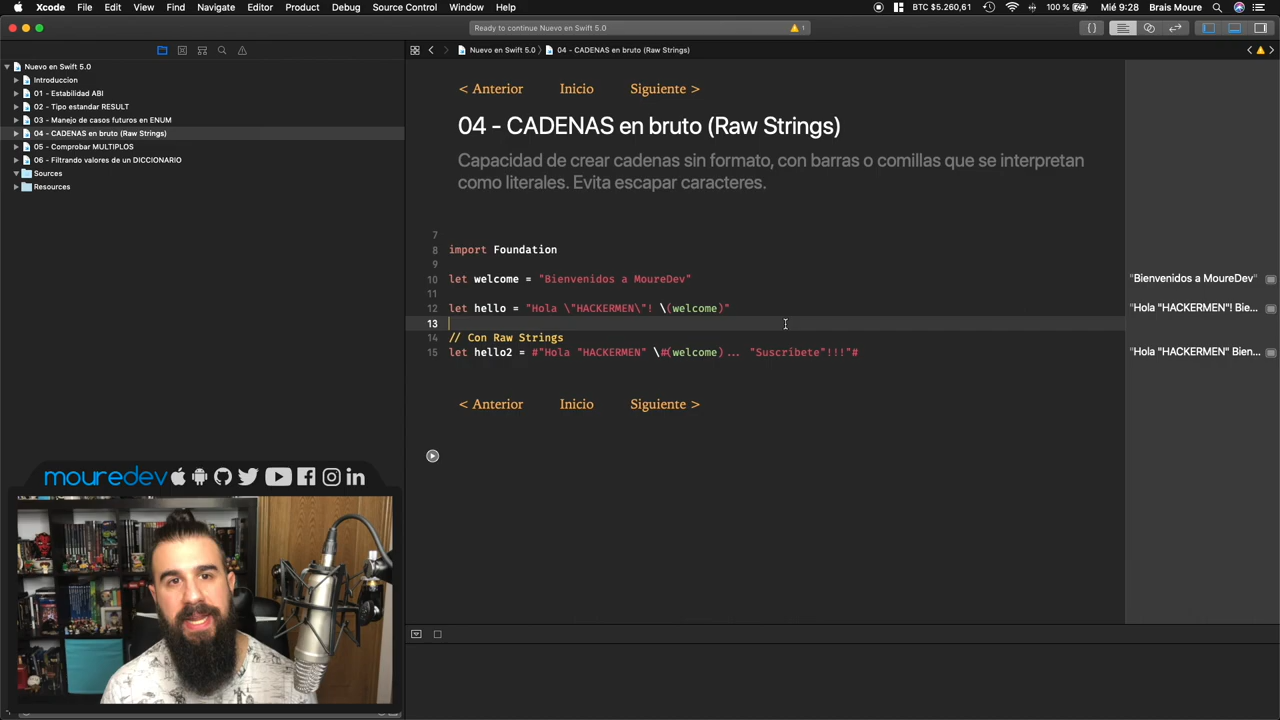 Xcode File Edit View Find Navigate Editor Product Debug Source Control Window Help BTC $5.260,61 100 % Mié 9:28 Brais Moure
Ready to continue Nuevo en Swift 5.0 1
Nuevo en Swift 5.0 04 - CADENAS en bruto (Raw Strings)
Nuevo en Swift 5.0
Introduccion
01 - Estabilidad ABI
02 - Tipo estandar RESULT
03 - Manejo de casos futuros en ENUM
04 - CADENAS en bruto (Raw Strings)
05 - Comprobar MULTIPLOS
06 - Filtrando valores de un DICCIONARIO
Sources
Resources
< Anterior Inicio Siguiente >
04 - CADENAS en bruto (Raw Strings)
Capacidad de crear cadenas sin formato, con barras o comillas que se interpretan
como literales. Evita escapar caracteres.
7
8 import Foundation
9
10 let welcome = "Bienvenidos a MoureDev"
11
12 let hello = "Hola \"HACKERMEN\"! \(welcome)"
13
14 // Con Raw Strings
15 let hello2 = #"Hola "HACKERMEN" \#(welcome)... "Suscribete"!!!"#
"Bienvenidos a MoureDev"
"Hola "HACKERMEN"! Bie...
"Hola "HACKERMEN" Bien...
< Anterior Inicio Siguiente >
mouredev